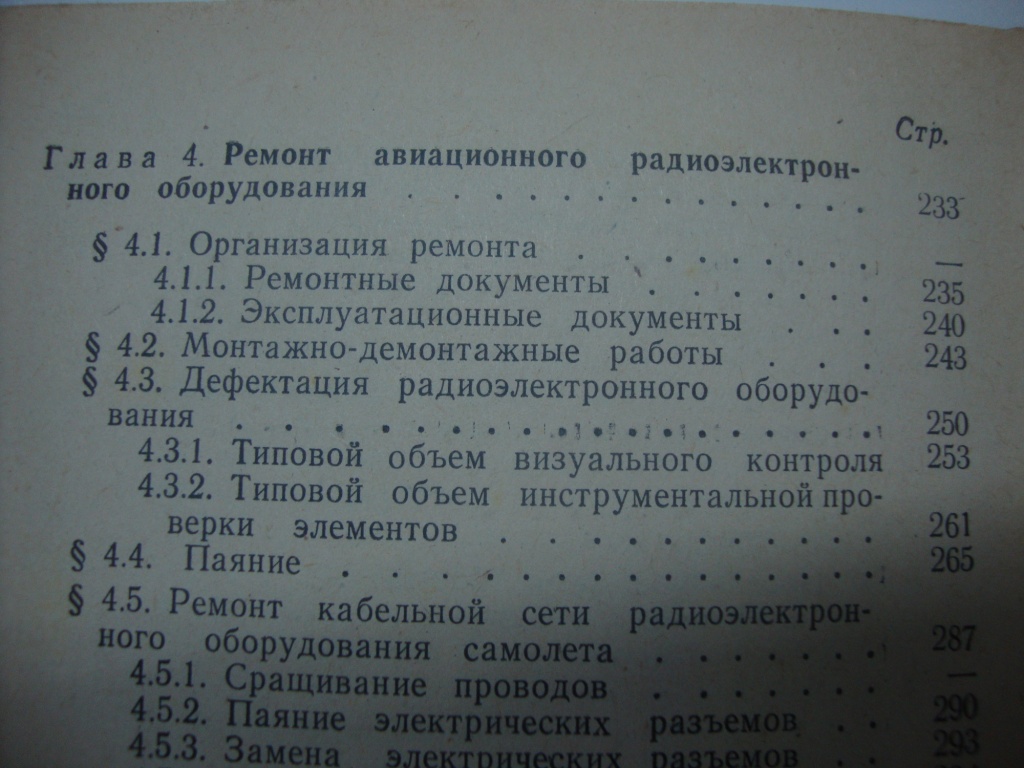 Стр.
Глава 4. Ремонт авиационного радиоэлектрон-
ного оборудования . . . . . . . . . . . . . 233
§ 4.1. Организация ремонта . . . . . . . . . —
4.1.1. Ремонтные документы . . . . . . . 235
4.1.2. Эксплуатационные документы . . . 240
§ 4.2. Монтажно-демонтажные работы . . . 243
§ 4.3. Дефектация радиоэлектронного оборудо-
вания . . . . . . . . . . . . . . . . 250
4.3.1. Типовой объем визуального контроля 253
4.3.2. Типовой объем инструментальной про-
верки элементов . . . . . . . . . . . 261
§ 4.4. Паяние . . . . . . . . . . . . . . . 265
§ 4.5. Ремонт кабельной сети радиоэлектрон-
ного оборудования самолета . . . . . . 287
4.5.1. Сращивание проводов . . . . . . —
4.5.2. Паяние электрических разъемов . . 290
4.5.3. Замена электрических разъемов . . 293